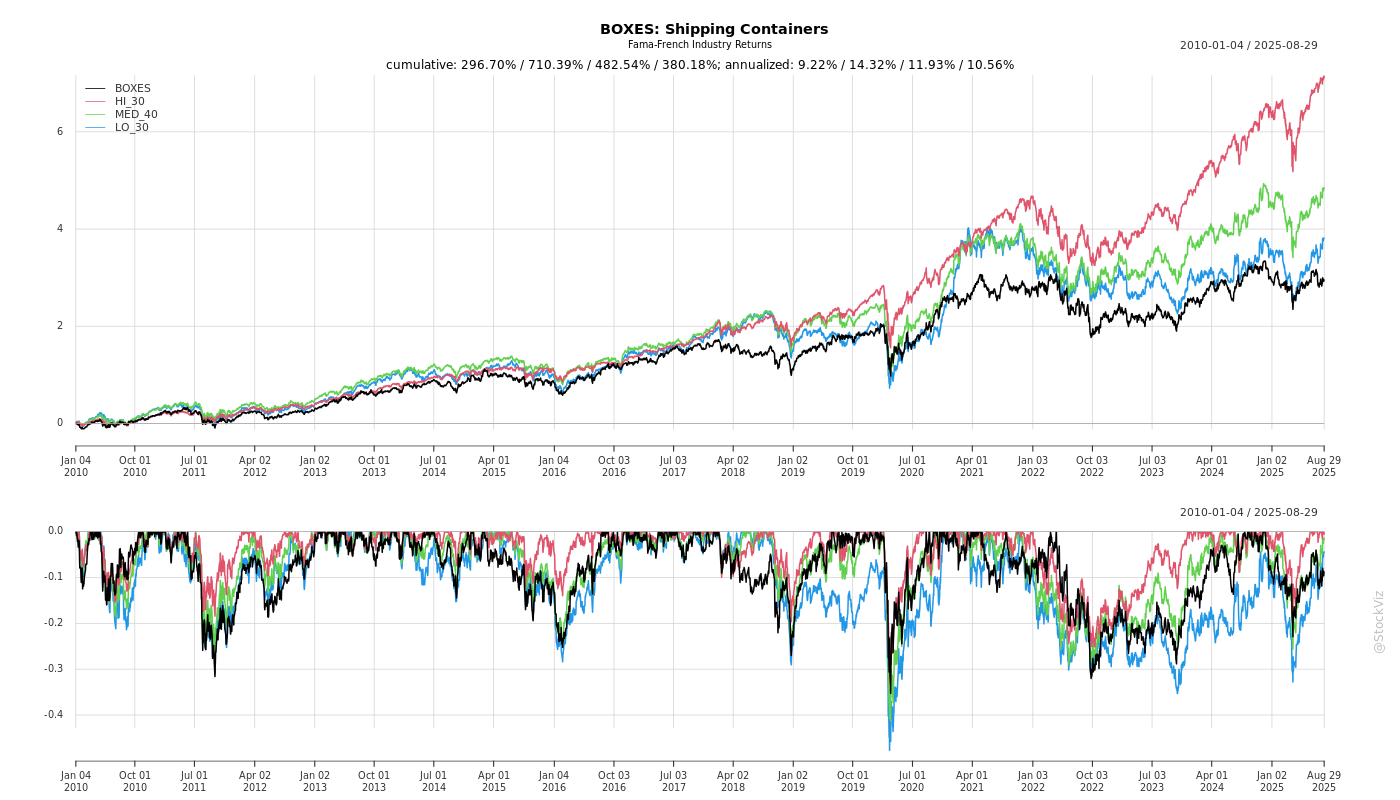 BOXES: Shipping Containers
Fama-French Industry Returns
2010-01-04 / 2025-08-29
cumulative: 296.70% / 710.39% / 482.54% / 380.18%; annualized: 9.22% / 14.32% / 11.93% / 10.56%
BOXES
HI_30
MED_40
LO_30
6
4
2
0
Jan 04 Oct 01 Jul 01 Apr 02 Jan 02 Oct 01 Jul 01 Apr 01 Jan 04 Oct 03 Jul 03 Apr 02 Jan 02 Oct 01 Jul 01 Apr 01 Jan 03 Oct 03 Jul 03 Apr 01 Jan 02 Aug 29
2010 2010 2011 2012 2013 2013 2014 2015 2016 2016 2017 2018 2019 2019 2020 2021 2022 2022 2023 2024 2025 2025
2010-01-04 / 2025-08-29
0.0
-0.1
-0.2
-0.3
-0.4
Jan 04 Oct 01 Jul 01 Apr 02 Jan 02 Oct 01 Jul 01 Apr 01 Jan 04 Oct 03 Jul 03 Apr 02 Jan 02 Oct 01 Jul 01 Apr 01 Jan 03 Oct 03 Jul 03 Apr 01 Jan 02 Aug 29
2010 2010 2011 2012 2013 2013 2014 2015 2016 2016 2017 2018 2019 2019 2020 2021 2022 2022 2023 2024 2025 2025
@StockViz